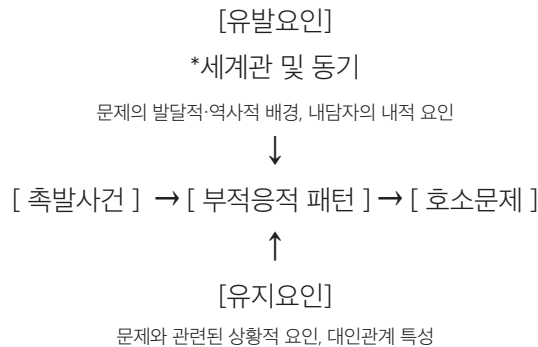 [유발요인]
*세계관 및 동기
문제의 발달적·역사적 배경, 내담자의 내적 요인
↓
[ 촉발사건 ] → [ 부적응적 패턴 ] → [ 호소문제 ]
↑
[유지요인]
문제와 관련된 상황적 요인, 대인관계 특성